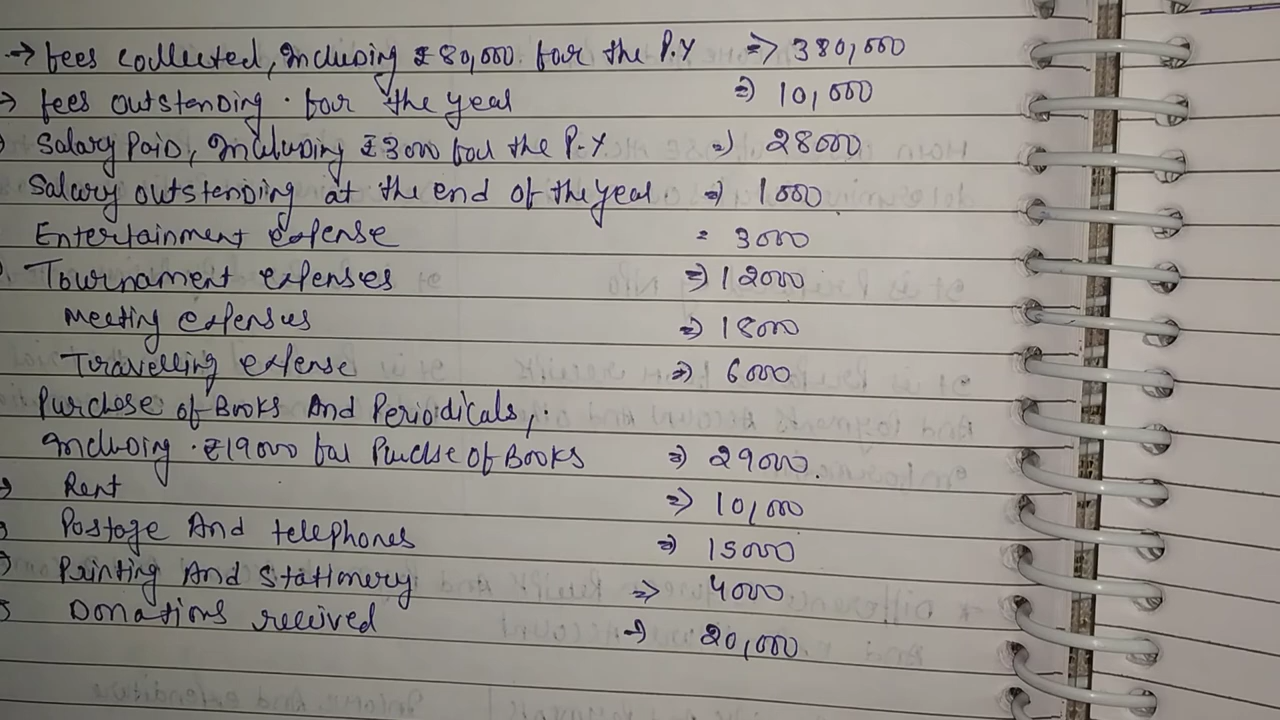 → fees collected, including ₹80,000 for the P.Y => 380,000
→ fees outstanding. for the year => 10,000
Salary Paid, including ₹3000 for the P.Y => 28000
Salary outstanding at the end of the year => 1000
Entertainment expense = 3000
Tournament expenses => 12000
Meeting expenses => 18000
Travelling expense => 6000
Purchase of Books And Perioidicals,
including ₹19000 for Purchse of Books => 29000.
Rent => 10,000
Postage And telephones => 15000
Printing And Stationery => 4000
Donations received => 20,000